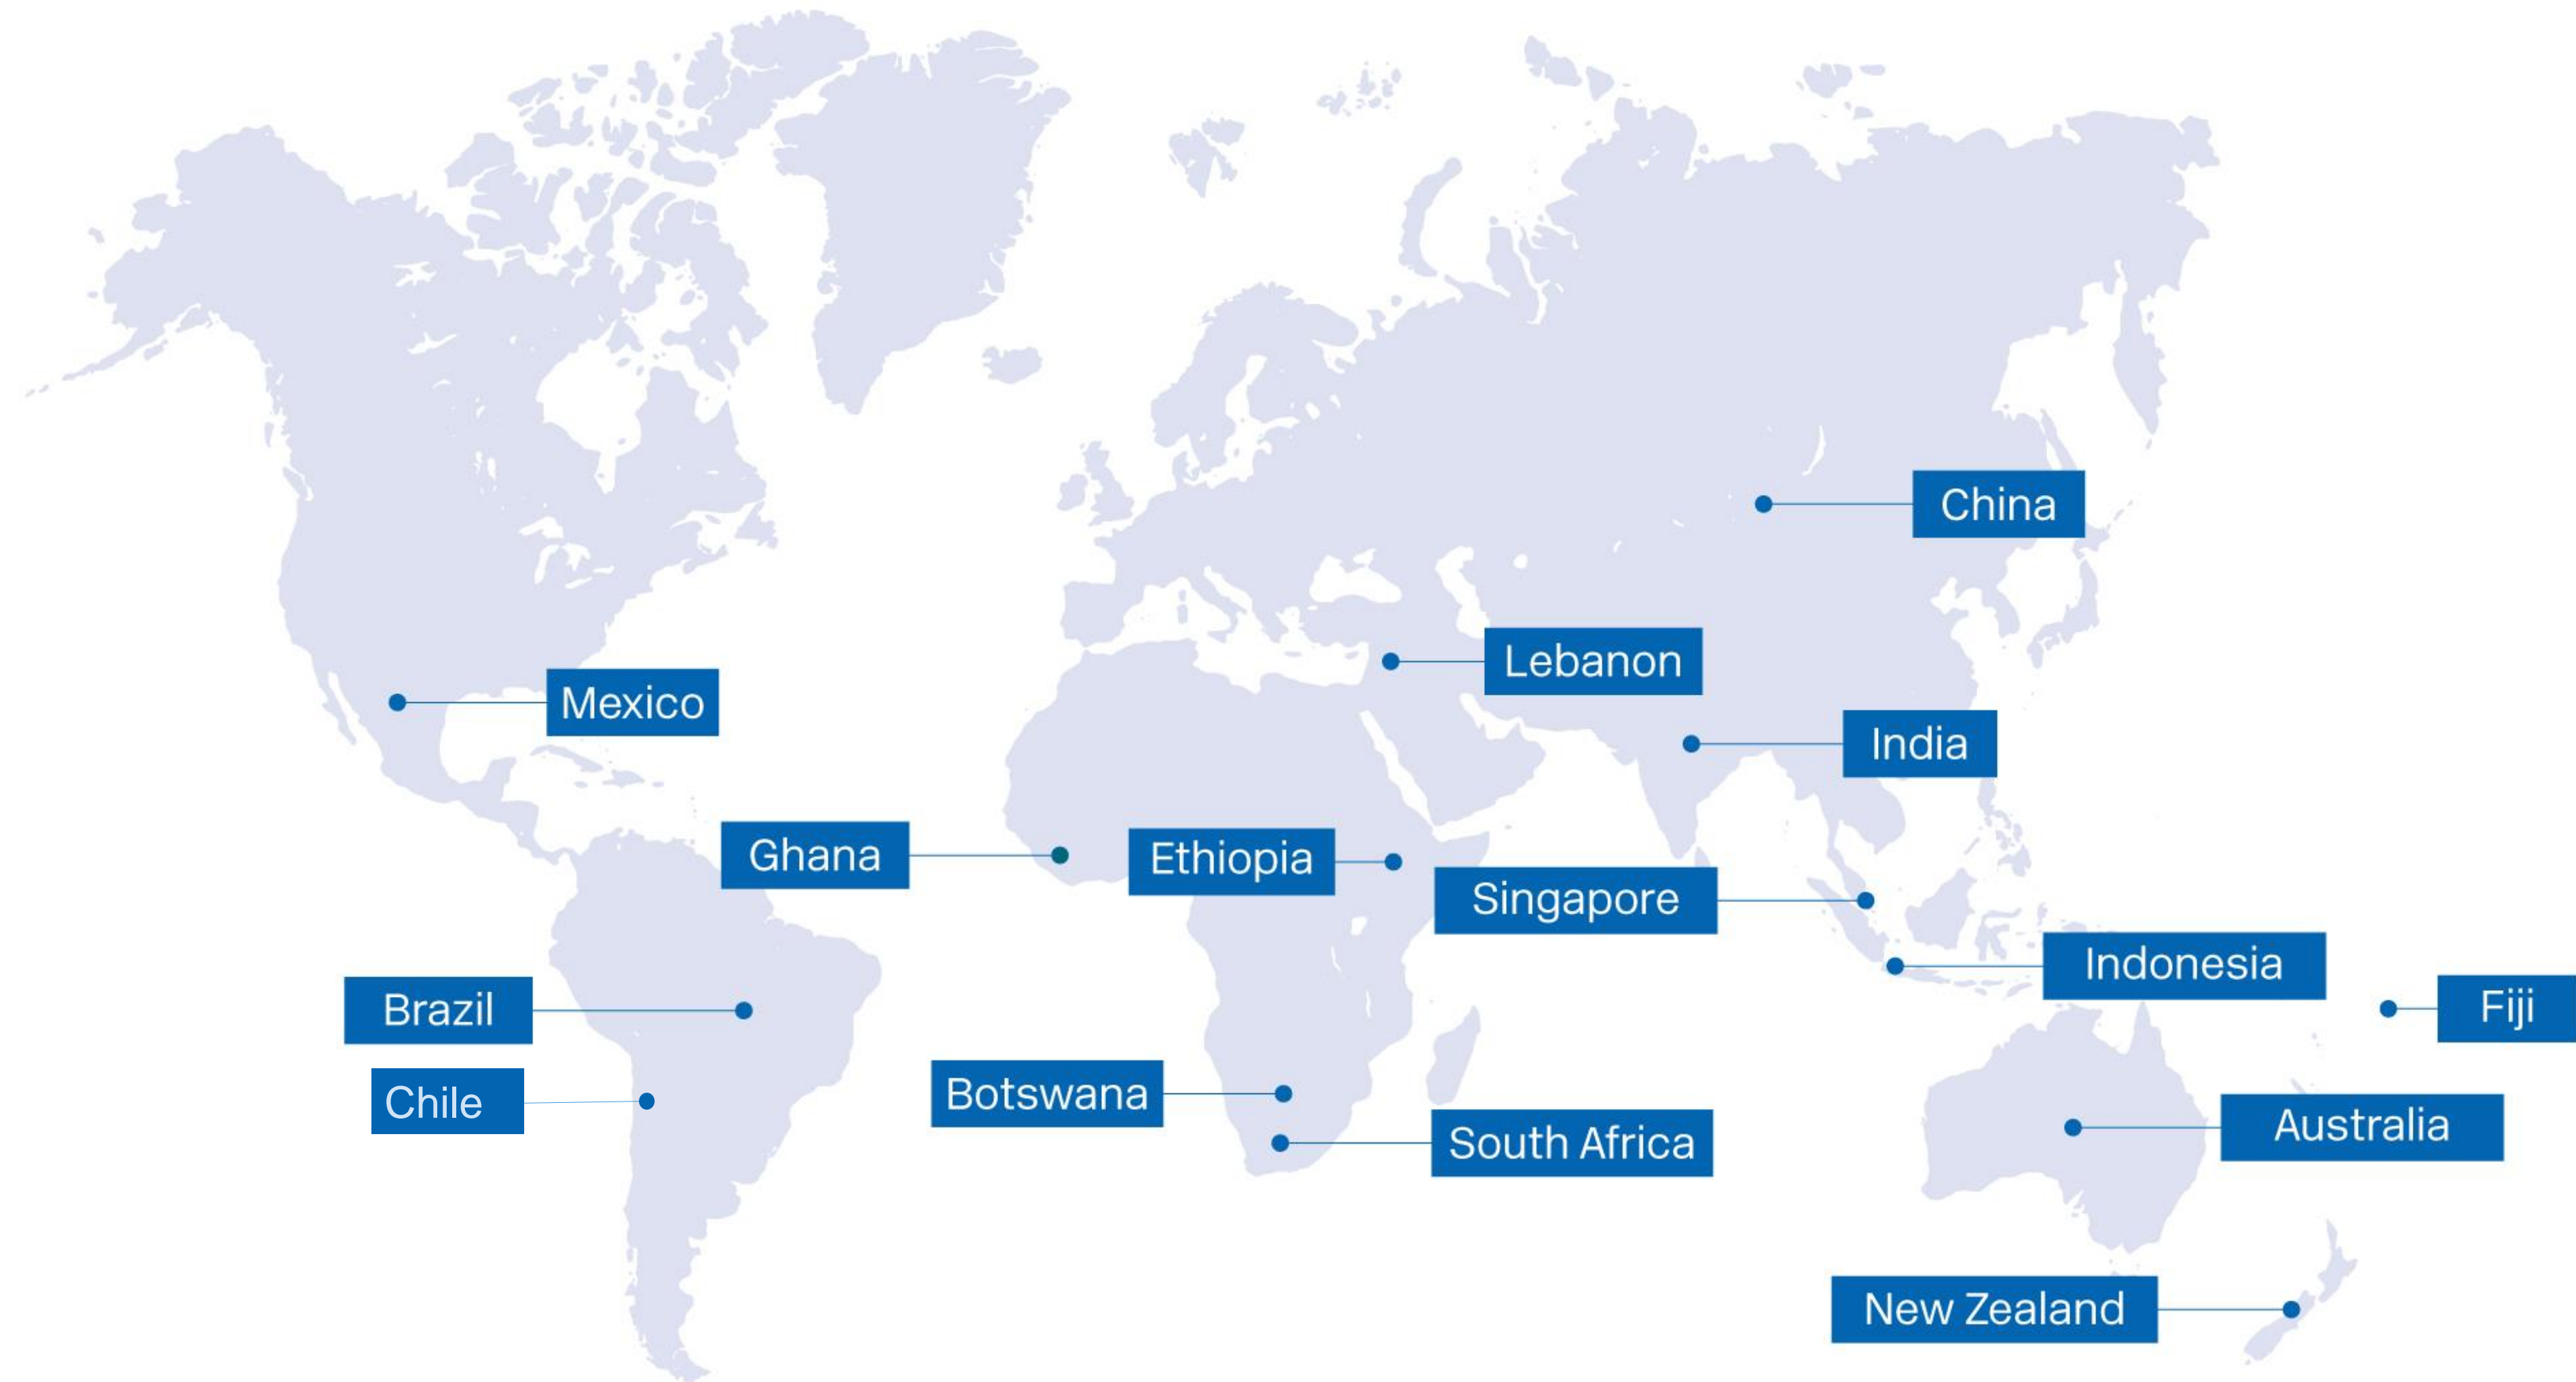 China
Lebanon
Mexico
India
Ghana
Ethiopia
Singapore
Indonesia
Brazil
Fiji
Chile
Botswana
Australia
South Africa
New Zealand